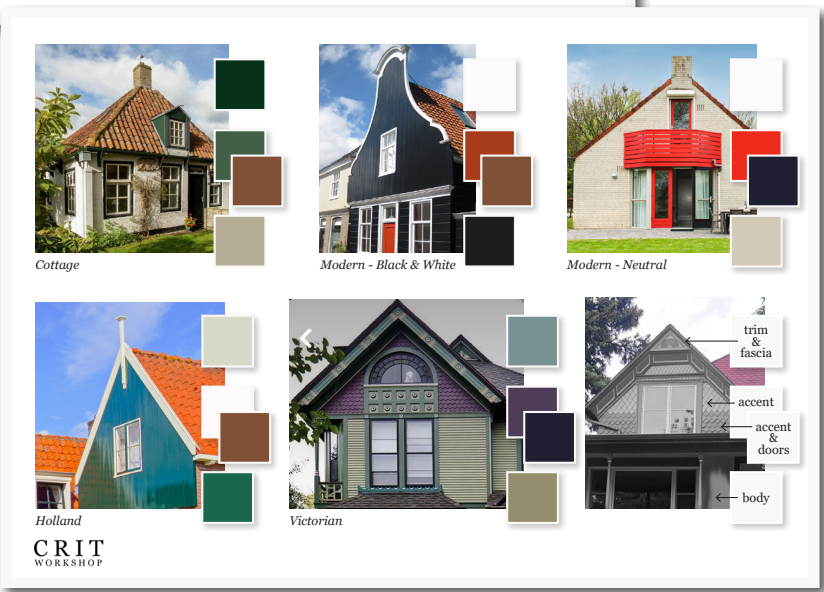 Cottage
Modern - Black & White
Modern - Neutral
Holland
Victorian
trim
&
fascia
accent
accent
&
doors
body
CRIT
WORKSHOP